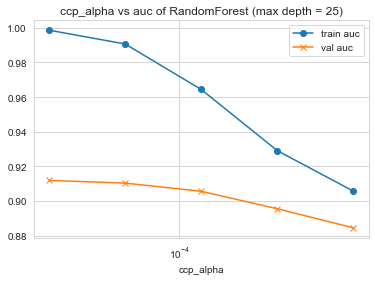 ccp_alpha vs auc of RandomForest (max depth = 25)
train auc
val auc
1.00
0.98
0.96
0.94
0.92
0.90
0.88
10⁻⁴
ccp_alpha